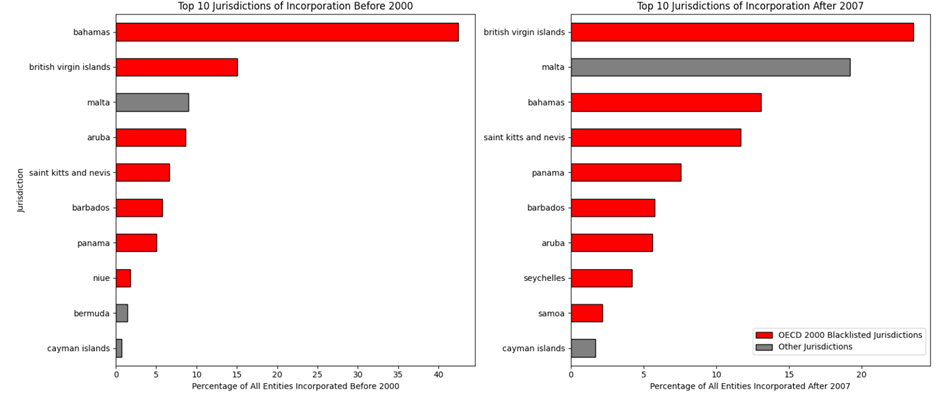 Top 10 Jurisdictions of Incorporation Before 2000
Jurisdiction
bahamas
british virgin islands
malta
aruba
saint kitts and nevis
barbados
panama
niue
bermuda
cayman islands
0 5 10 15 20 25 30 35 40
Percentage of All Entities Incorporated Before 2000
Top 10 Jurisdictions of Incorporation After 2007
british virgin islands
malta
bahamas
saint kitts and nevis
panama
barbados
aruba
seychelles
samoa
cayman islands
OECD 2000 Blacklisted Jurisdictions
Other Jurisdictions
0 5 10 15 20
Percentage of All Entities Incorporated After 2007